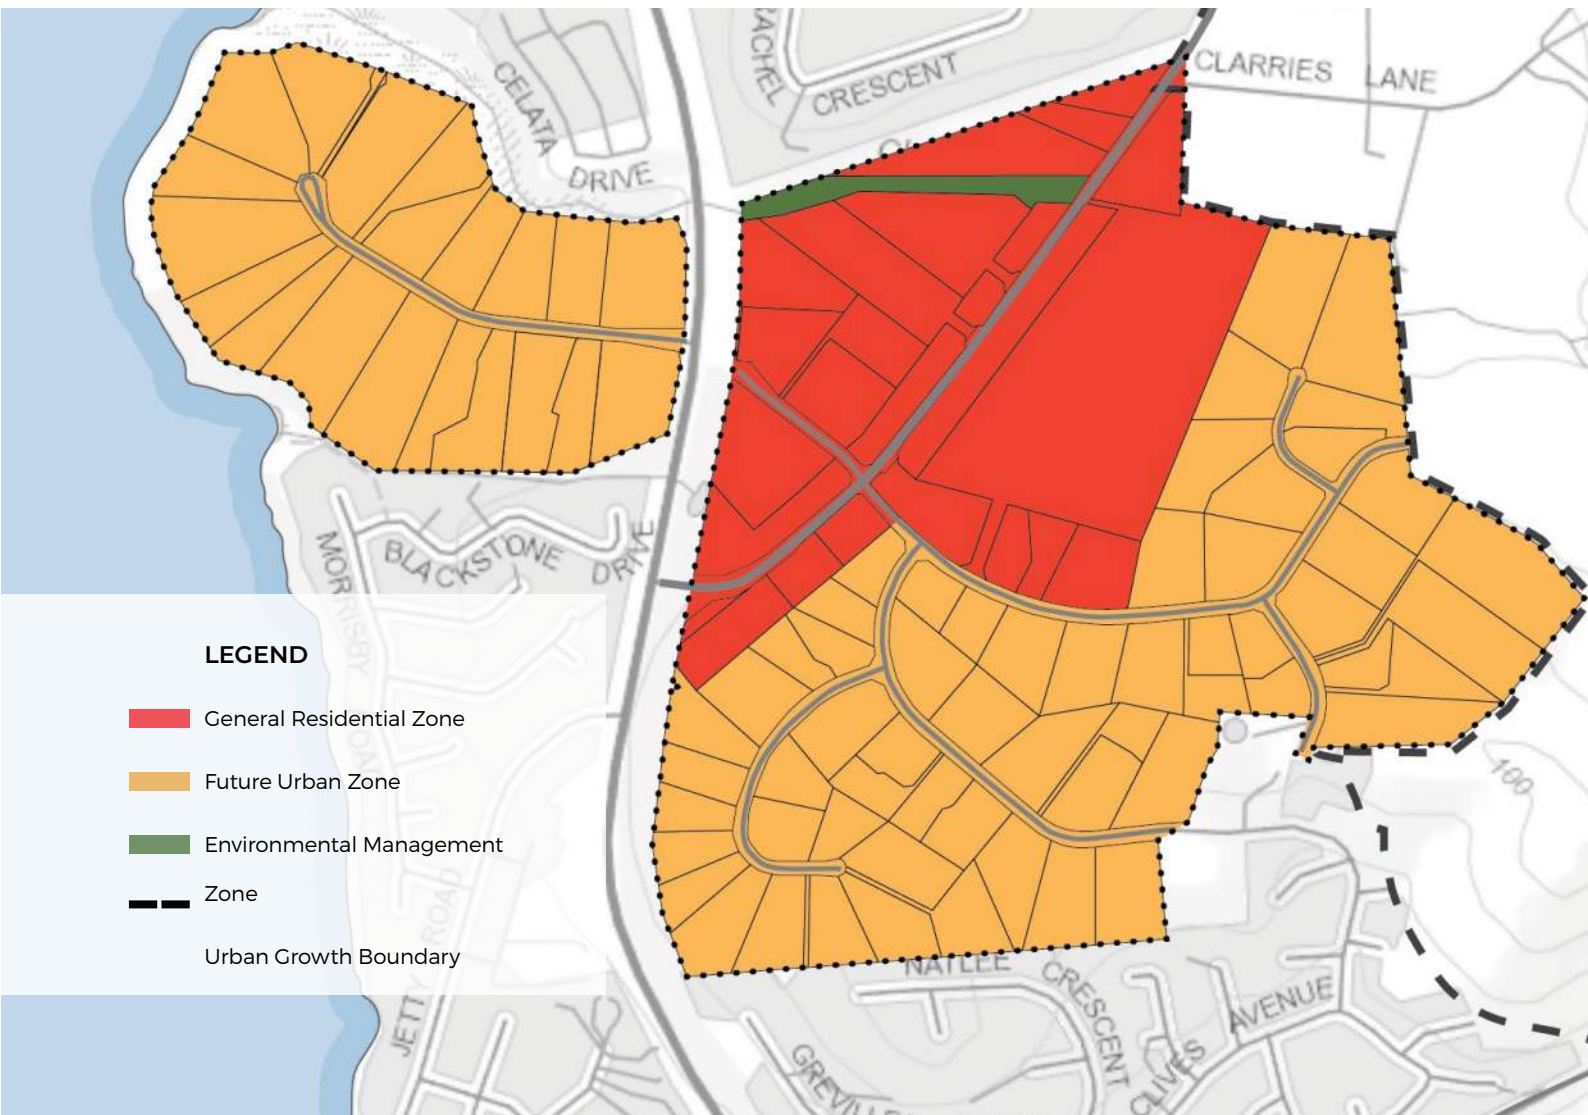 RACHEL
CRESCENT
CLARRIES LANE
CELATA
DRIVE
BLACKSTONE
DRIVE
MORRISBY ROAD
LEGEND
General Residential Zone
Future Urban Zone
Environmental Management
Zone
Urban Growth Boundary
JETTY ROAD
100
NATLEE
CRESCENT
CLIVES
AVENUE